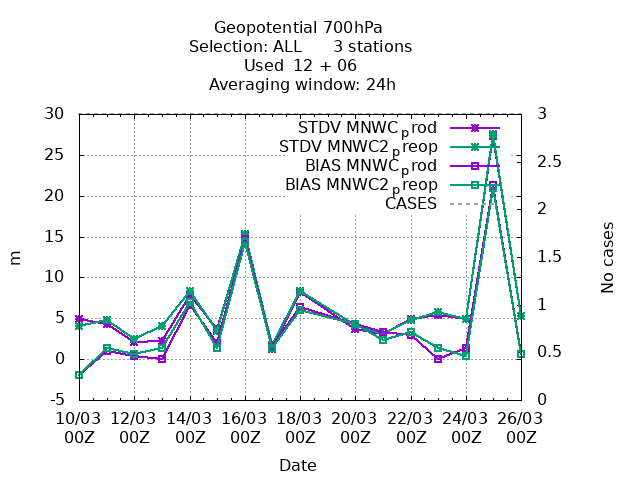 Geopotential 700hPa
Selection: ALL 3 stations
Used 12 + 06
Averaging window: 24h
30 3
STDV MNWC_prod
STDV MNWC2_preop
25 2.5
BIAS MNWC_prod
BIAS MNWC2_preop
CASES
20 2
15 1.5
m
No cases
10
5 1
0 0.5
-5 0
10/03 12/03 14/03 16/03 18/03 20/03 22/03 24/03 26/03
00Z 00Z 00Z 00Z 00Z 00Z 00Z 00Z 00Z
Date